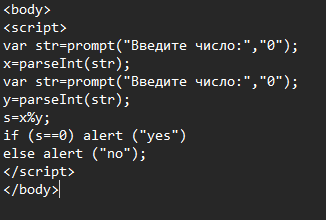 <body>
<script>
var str=prompt("Введите число:","0");
x=parseInt(str);
var str=prompt("Введите число:","0");
y=parseInt(str);
s=x%y;
if (s==0) alert ("yes")
else alert ("no");
</script>
</body>